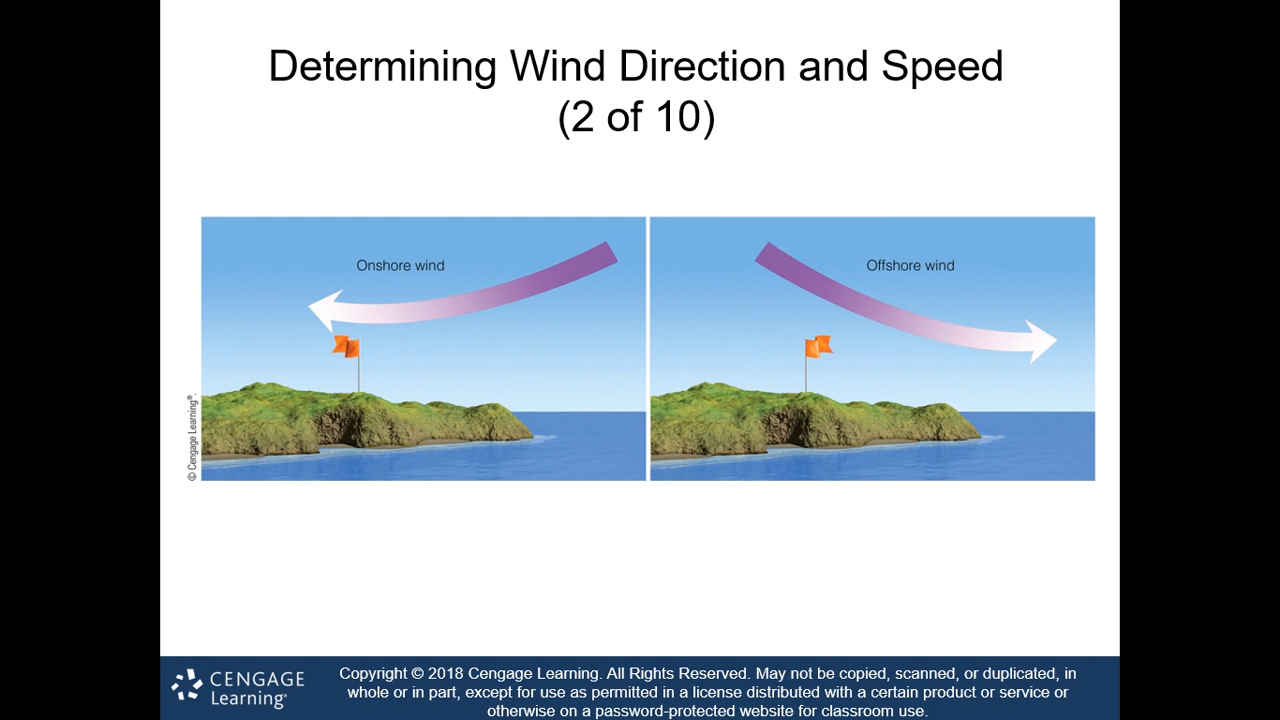 Determining Wind Direction and Speed
(2 of 10)
Onshore wind
Offshore wind
© Cengage Learning®.
CENGAGE
Learning®
Copyright © 2018 Cengage Learning. All Rights Reserved. May not be copied, scanned, or duplicated, in
whole or in part, except for use as permitted in a license distributed with a certain product or service or
otherwise on a password-protected website for classroom use.